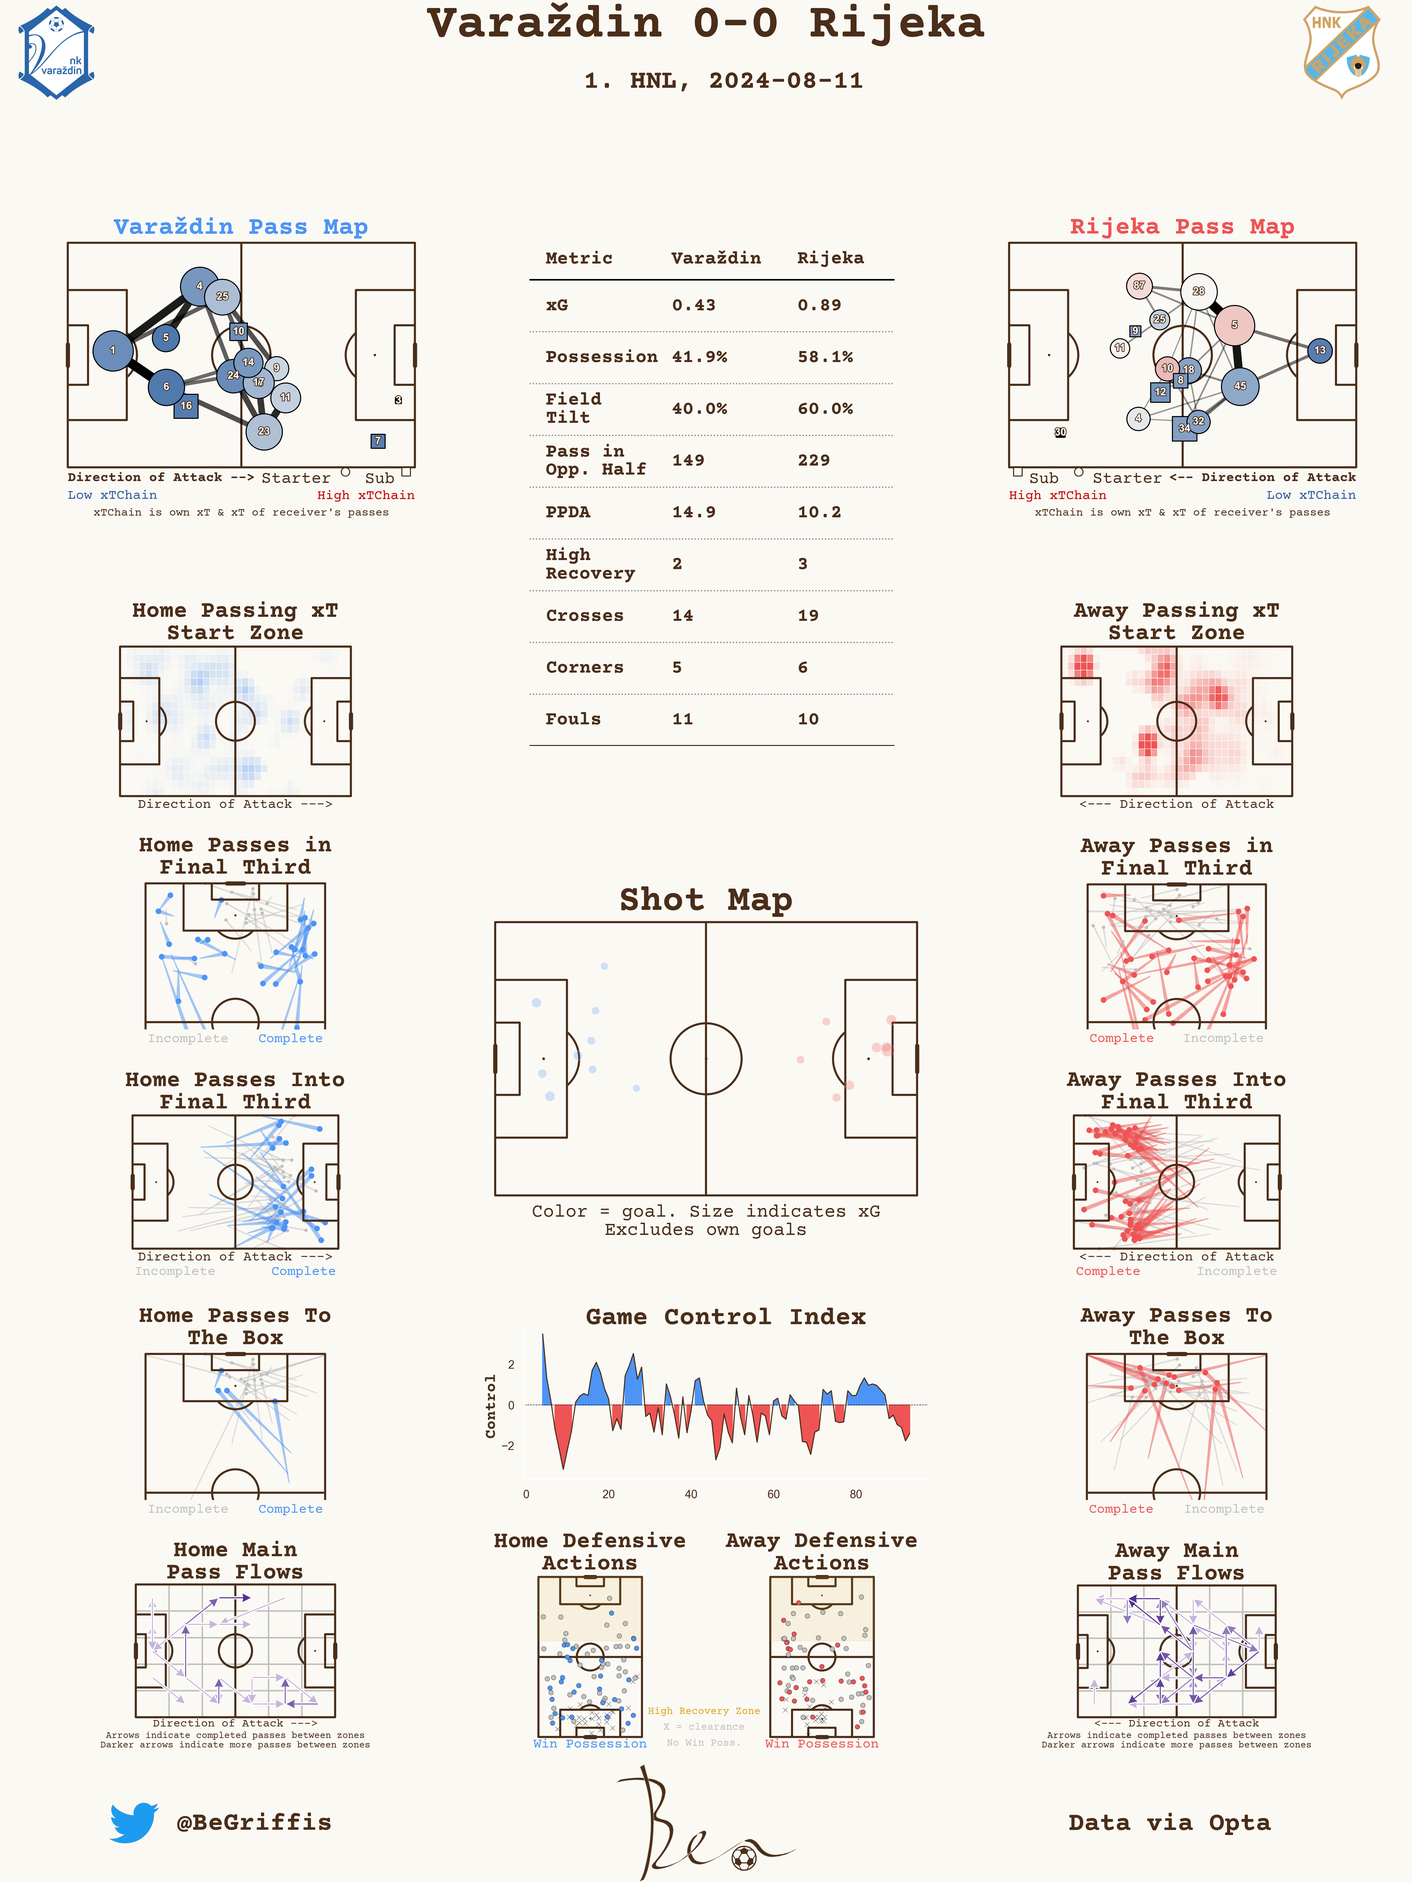 Varaždin 0-0 Rijeka
1. HNL, 2024-08-11
nk
varaždin
HNK
RIJEKA
Varaždin Pass Map
4
25
5
10
1
14
9
24
17
6
11
16
23
3
7
Direction of Attack --> Starter Sub
Low xTChain High xTChain
xTChain is own xT & xT of receiver's passes
Metric Varaždin Rijeka
xG 0.43 0.89
Possession 41.9% 58.1%
Field
Tilt 40.0% 60.0%
Pass in
Opp. Half 149 229
PPDA 14.9 10.2
High
Recovery 2 3
Crosses 14 19
Corners 5 6
Fouls 11 10
Rijeka Pass Map
87
28
25
9
5
11
13
10
18
8
12
45
4
32
34
30
Sub Starter <-- Direction of Attack
High xTChain Low xTChain
xTChain is own xT & xT of receiver's passes
Home Passing xT
Start Zone
Direction of Attack --->
Away Passing xT
Start Zone
<--- Direction of Attack
Home Passes in
Final Third
Incomplete Complete
Away Passes in
Final Third
Complete Incomplete
Shot Map
Color = goal. Size indicates xG
Excludes own goals
Home Passes Into
Final Third
Direction of Attack --->
Incomplete Complete
Away Passes Into
Final Third
<--- Direction of Attack
Complete Incomplete
Home Passes To
The Box
Incomplete Complete
Game Control Index
Control
2
0
−2
0 20 40 60 80
Away Passes To
The Box
Complete Incomplete
Home Main
Pass Flows
Direction of Attack --->
Arrows indicate completed passes between zones
Darker arrows indicate more passes between zones
Home Defensive
Actions
Win Possession
Away Defensive
Actions
Win Possession
High Recovery Zone
X = clearance
No Win Poss.
Away Main
Pass Flows
<--- Direction of Attack
Arrows indicate completed passes between zones
Darker arrows indicate more passes between zones
@BeGriffis
Ben
Data via Opta